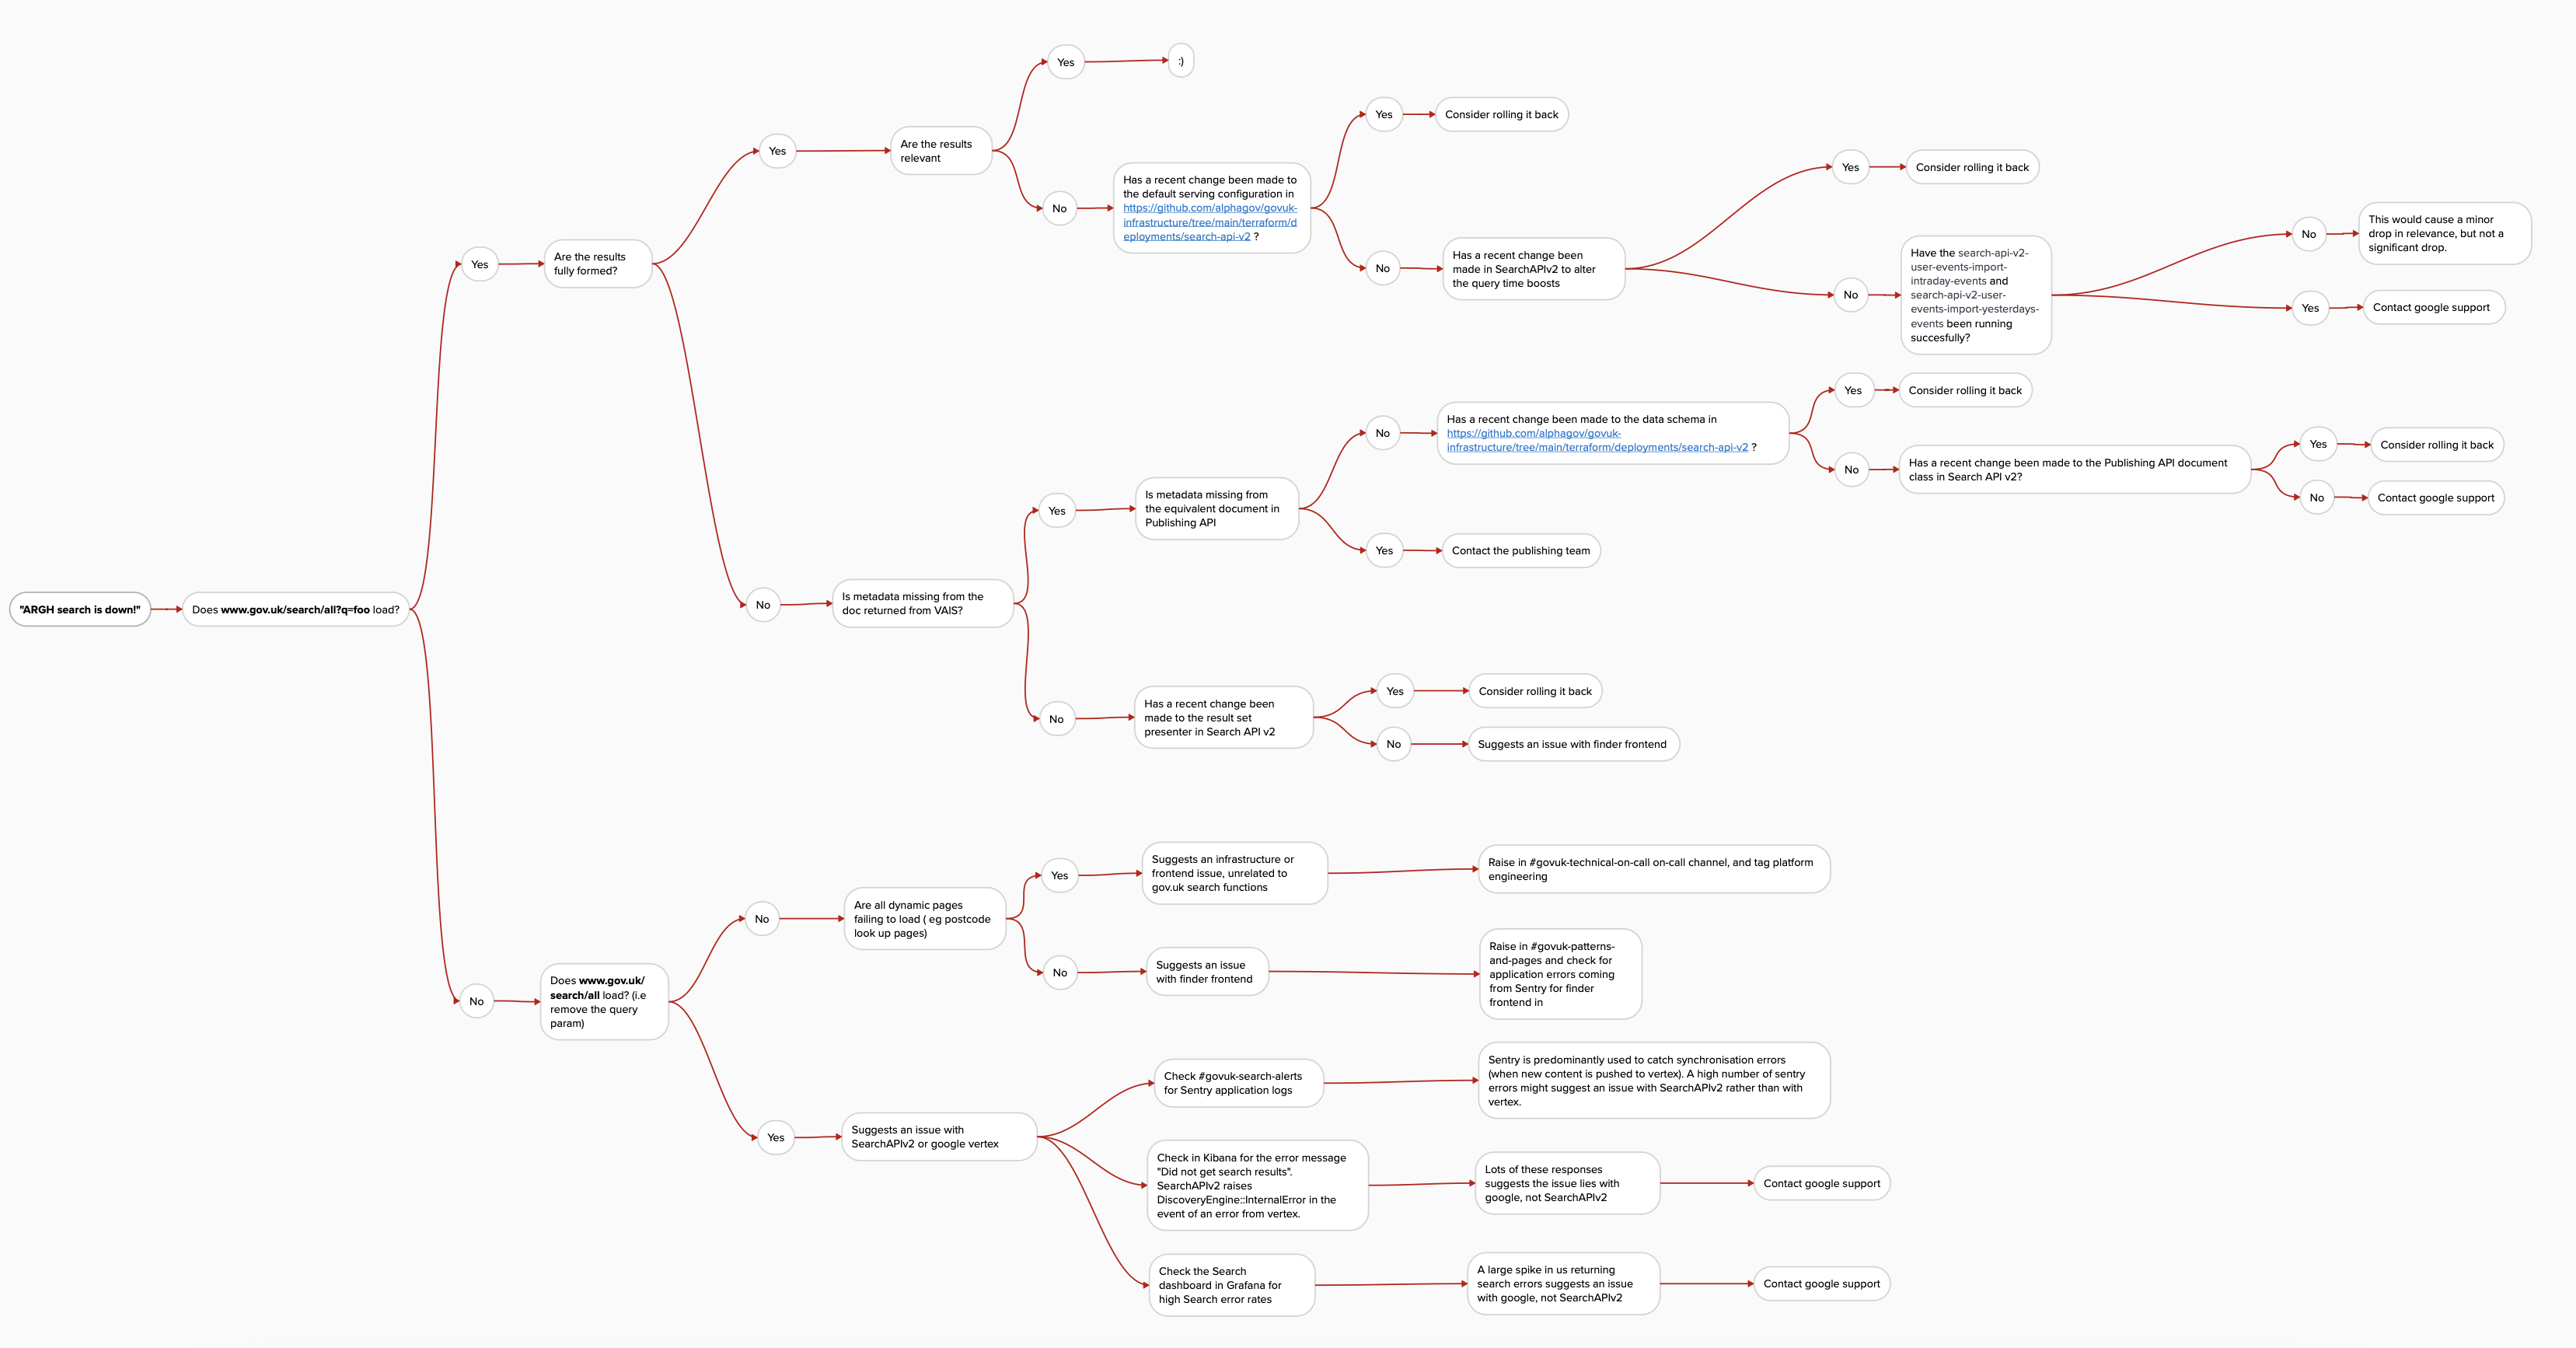 "ARGH search is down!"
Does www.gov.uk/search/all?q=foo load?
Yes
Are the results
fully formed?
Yes
Are the results
relevant
Yes
:)
No
Has a recent change been made to
the default serving configuration in
https://github.com/alphagov/govuk-
infrastructure/tree/main/terraform/d
eployments/search-api-v2 ?
Yes
Consider rolling it back
No
Has a recent change been
made in SearchAPIv2 to alter
the query time boosts
Yes
Consider rolling it back
No
Have the search-api-v2-
user-events-import-
intraday-events and
search-api-v2-user-
events-import-yesterdays-
events been running
succesfully?
No
This would cause a minor
drop in relevance, but not a
significant drop.
Yes
Contact google support
No
Is metadata missing from the
doc returned from VAIS?
Yes
Is metadata missing from
the equivalent document in
Publishing API
No
Has a recent change been made to the data schema in
https://github.com/alphagov/govuk-
infrastructure/tree/main/terraform/deployments/search-api-v2 ?
Yes
Consider rolling it back
No
Has a recent change been made to the Publishing API document
class in Search API v2?
Yes
Consider rolling it back
No
Contact google support
Yes
Contact the publishing team
No
Has a recent change been
made to the result set
presenter in Search API v2
Yes
Consider rolling it back
No
Suggests an issue with finder frontend
No
Does www.gov.uk/
search/all load? (i.e
remove the query
param)
No
Are all dynamic pages
failing to load ( eg postcode
look up pages)
Yes
Suggests an infrastructure or
frontend issue, unrelated to
gov.uk search functions
Raise in #govuk-technical-on-call on-call channel, and tag platform
engineering
No
Suggests an issue
with finder frontend
Raise in #govuk-patterns-
and-pages and check for
application errors coming
from Sentry for finder
frontend in
Yes
Suggests an issue with
SearchAPIv2 or google vertex
Check #govuk-search-alerts
for Sentry application logs
Sentry is predominantly used to catch synchronisation errors
(when new content is pushed to vertex). A high number of sentry
errors might suggest an issue with SearchAPIv2 rather than with
vertex.
Check in Kibana for the error message
"Did not get search results".
SearchAPIv2 raises
DiscoveryEngine::InternalError in the
event of an error from vertex.
Lots of these responses
suggests the issue lies with
google, not SearchAPIv2
Contact google support
Check the Search
dashboard in Grafana for
high Search error rates
A large spike in us returning
search errors suggests an issue
with google, not SearchAPIv2
Contact google support